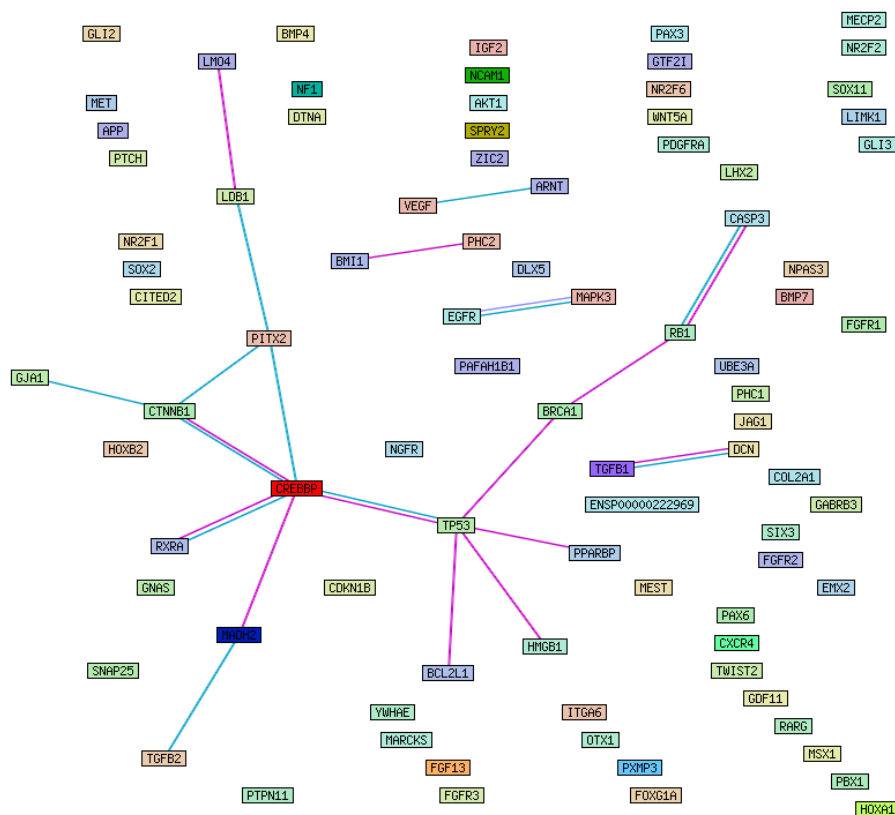 MECP2
GLI2
BMP4
PAX3
IGF2
NR2F2
LMO4
GTF2I
NCAM1
NF1
NR2F6
SOX11
MET
AKT1
DTNA
WNT5A
LIMK1
APP
SPRY2
PTCH
ZIC2
PDGFRA
GLI3
LHX2
ARNT
LDB1
VEGF
CASP3
NR2F1
PHC2
BMI1
SOX2
DLX5
NPAS3
CITED2
MAPK3
BMP7
EGFR
FGFR1
PITX2
RB1
GJA1
PAFAH1B1
UBE3A
PHC1
CTNNB1
BRCA1
JAG1
HOXB2
NGFR
DCN
TGFB1
COL2A1
CREBBP
ENSP00000222969
GABRB3
TP53
SIX3
RXRA
PPARBP
FGFR2
GNAS
CDKN1B
MEST
EMX2
PAX6
MADH2
CXCR4
HMGB1
SNAP25
BCL2L1
TWIST2
GDF11
YWHAE
ITGA6
RARG
MARCKS
OTX1
MSX1
TGFB2
FGF13
PXMP3
PBX1
PTPN11
FGFR3
FOXG1A
HOXA1